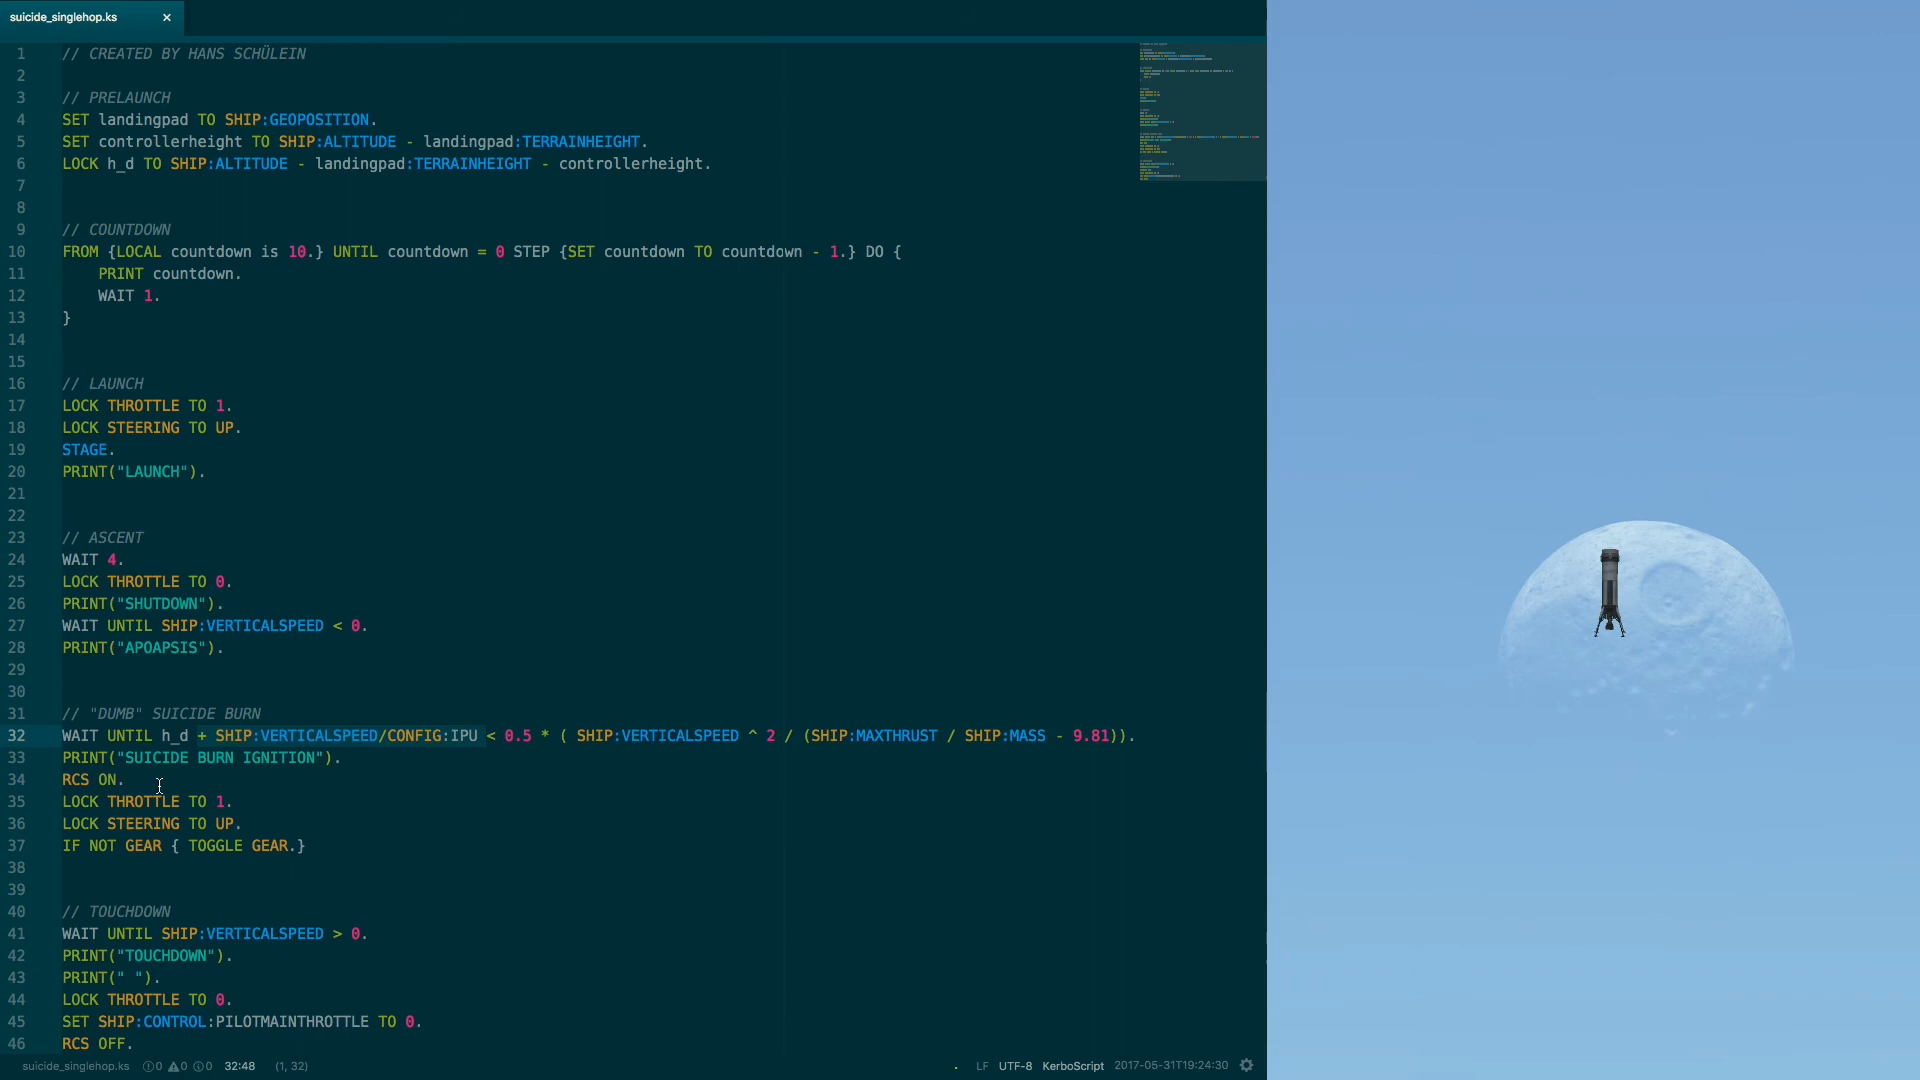 suicide_singlehop.ks ×
1 // CREATED BY HANS SCHÜLEIN
2
3 // PRELAUNCH
4 SET landingpad TO SHIP:GEOPOSITION.
5 SET controllerheight TO SHIP:ALTITUDE - landingpad:TERRAINHEIGHT.
6 LOCK h_d TO SHIP:ALTITUDE - landingpad:TERRAINHEIGHT - controllerheight.
7
8
9 // COUNTDOWN
10 FROM {LOCAL countdown is 10.} UNTIL countdown = 0 STEP {SET countdown TO countdown - 1.} DO {
11 PRINT countdown.
12 WAIT 1.
13 }
14
15
16 // LAUNCH
17 LOCK THROTTLE TO 1.
18 LOCK STEERING TO UP.
19 STAGE.
20 PRINT("LAUNCH").
21
22
23 // ASCENT
24 WAIT 4.
25 LOCK THROTTLE TO 0.
26 PRINT("SHUTDOWN").
27 WAIT UNTIL SHIP:VERTICALSPEED < 0.
28 PRINT("APOAPSIS").
29
30
31 // "DUMB" SUICIDE BURN
32 WAIT UNTIL h_d + SHIP:VERTICALSPEED/CONFIG:IPU < 0.5 * ( SHIP:VERTICALSPEED ^ 2 / (SHIP:MAXTHRUST / SHIP:MASS - 9.81)).
33 PRINT("SUICIDE BURN IGNITION").
34 RCS ON.
35 LOCK THROTTLE TO 1.
36 LOCK STEERING TO UP.
37 IF NOT GEAR { TOGGLE GEAR.}
38
39
40 // TOUCHDOWN
41 WAIT UNTIL SHIP:VERTICALSPEED > 0.
42 PRINT("TOUCHDOWN").
43 PRINT(" ").
44 LOCK THROTTLE TO 0.
45 SET SHIP:CONTROL:PILOTMAINTHROTTLE TO 0.
46 RCS OFF.
suicide_singlehop.ks 0 0 0 32:48 (1, 32) LF UTF-8 KerboScript 2017-05-31T19:24:30